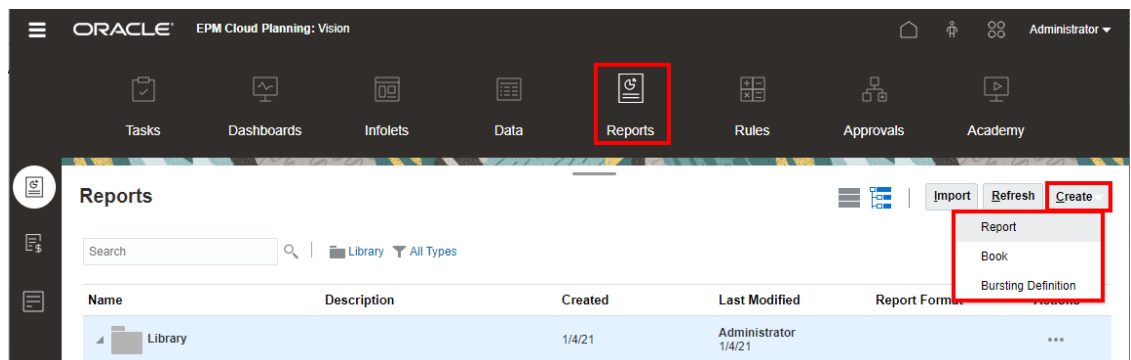 ORACLE® EPM Cloud Planning: Vision Administrator
Tasks Dashboards Infolets Data Reports Rules Approvals Academy
Reports Import Refresh Create
Report
Search Library All Types
Book
Bursting Definition
Name Description Created Last Modified Report Format Actions
Library 1/4/21 Administrator
1/4/21